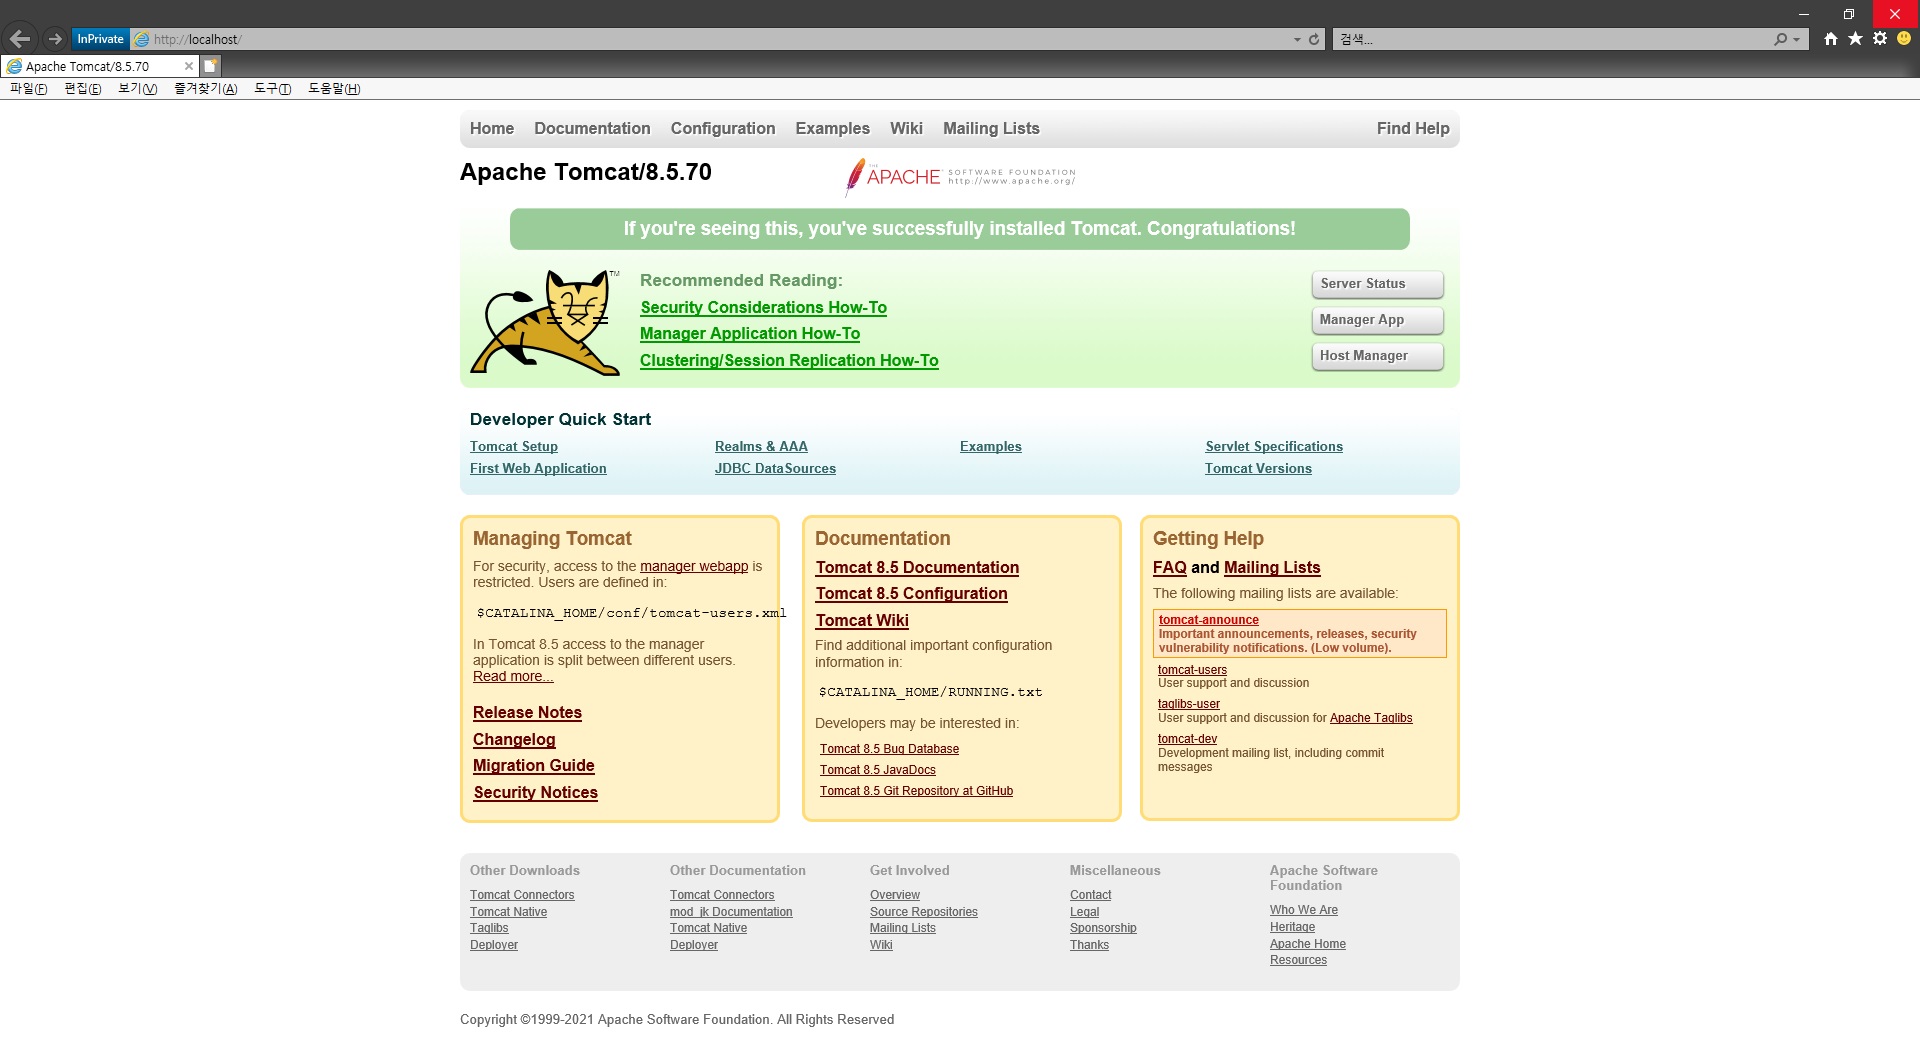 InPrivate http://localhost/ 검색...
Apache Tomcat/8.5.70
파일(F) 편집(E) 보기(V) 즐겨찾기(A) 도구(T) 도움말(H)
Home Documentation Configuration Examples Wiki Mailing Lists Find Help
Apache Tomcat/8.5.70
THE APACHE SOFTWARE FOUNDATION
http://www.apache.org/
If you're seeing this, you've successfully installed Tomcat. Congratulations!
TM
Recommended Reading:
Security Considerations How-To
Manager Application How-To
Clustering/Session Replication How-To
Server Status
Manager App
Host Manager
Developer Quick Start
Tomcat Setup
First Web Application
Realms & AAA
JDBC DataSources
Examples
Servlet Specifications
Tomcat Versions
Managing Tomcat
For security, access to the manager webapp is
restricted. Users are defined in:
$CATALINA_HOME/conf/tomcat-users.xml
In Tomcat 8.5 access to the manager
application is split between different users.
Read more...
Release Notes
Changelog
Migration Guide
Security Notices
Documentation
Tomcat 8.5 Documentation
Tomcat 8.5 Configuration
Tomcat Wiki
Find additional important configuration
information in:
$CATALINA_HOME/RUNNING.txt
Developers may be interested in:
Tomcat 8.5 Bug Database
Tomcat 8.5 JavaDocs
Tomcat 8.5 Git Repository at GitHub
Getting Help
FAQ and Mailing Lists
The following mailing lists are available:
tomcat-announce
Important announcements, releases, security
vulnerability notifications. (Low volume).
tomcat-users
User support and discussion
taglibs-user
User support and discussion for Apache Taglibs
tomcat-dev
Development mailing list, including commit
messages
Other Downloads
Tomcat Connectors
Tomcat Native
Taglibs
Deployer
Other Documentation
Tomcat Connectors
mod_jk Documentation
Tomcat Native
Deployer
Get Involved
Overview
Source Repositories
Mailing Lists
Wiki
Miscellaneous
Contact
Legal
Sponsorship
Thanks
Apache Software
Foundation
Who We Are
Heritage
Apache Home
Resources
Copyright ©1999-2021 Apache Software Foundation. All Rights Reserved